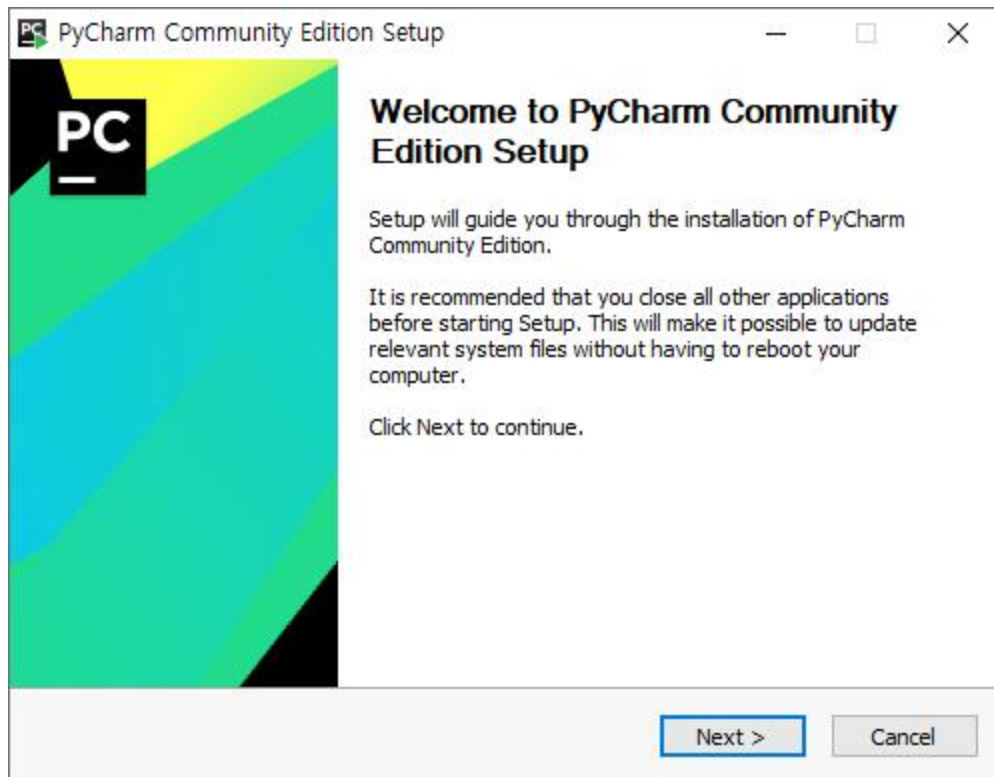 PyCharm Community Edition Setup
PC
Welcome to PyCharm Community
Edition Setup
Setup will guide you through the installation of PyCharm
Community Edition.
It is recommended that you close all other applications
before starting Setup. This will make it possible to update
relevant system files without having to reboot your
computer.
Click Next to continue.
Next >
Cancel